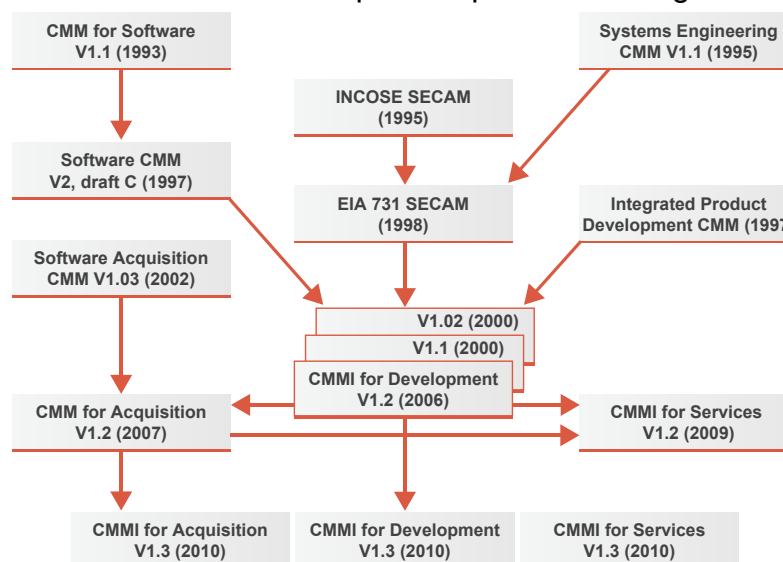 CMM for Software
V1.1 (1993)
Systems Engineering
CMM V1.1 (1995)
INCOSE SECAM
(1995)
Software CMM
V2, draft C (1997)
EIA 731 SECAM
(1998)
Integrated Product
Development CMM (1997
Software Acquisition
CMM V1.03 (2002)
V1.02 (2000)
V1.1 (2000)
CMMI for Development
V1.2 (2006)
CMM for Acquisition
V1.2 (2007)
CMMI for Services
V1.2 (2009)
CMMI for Acquisition
V1.3 (2010)
CMMI for Development
V1.3 (2010)
CMMI for Services
V1.3 (2010)